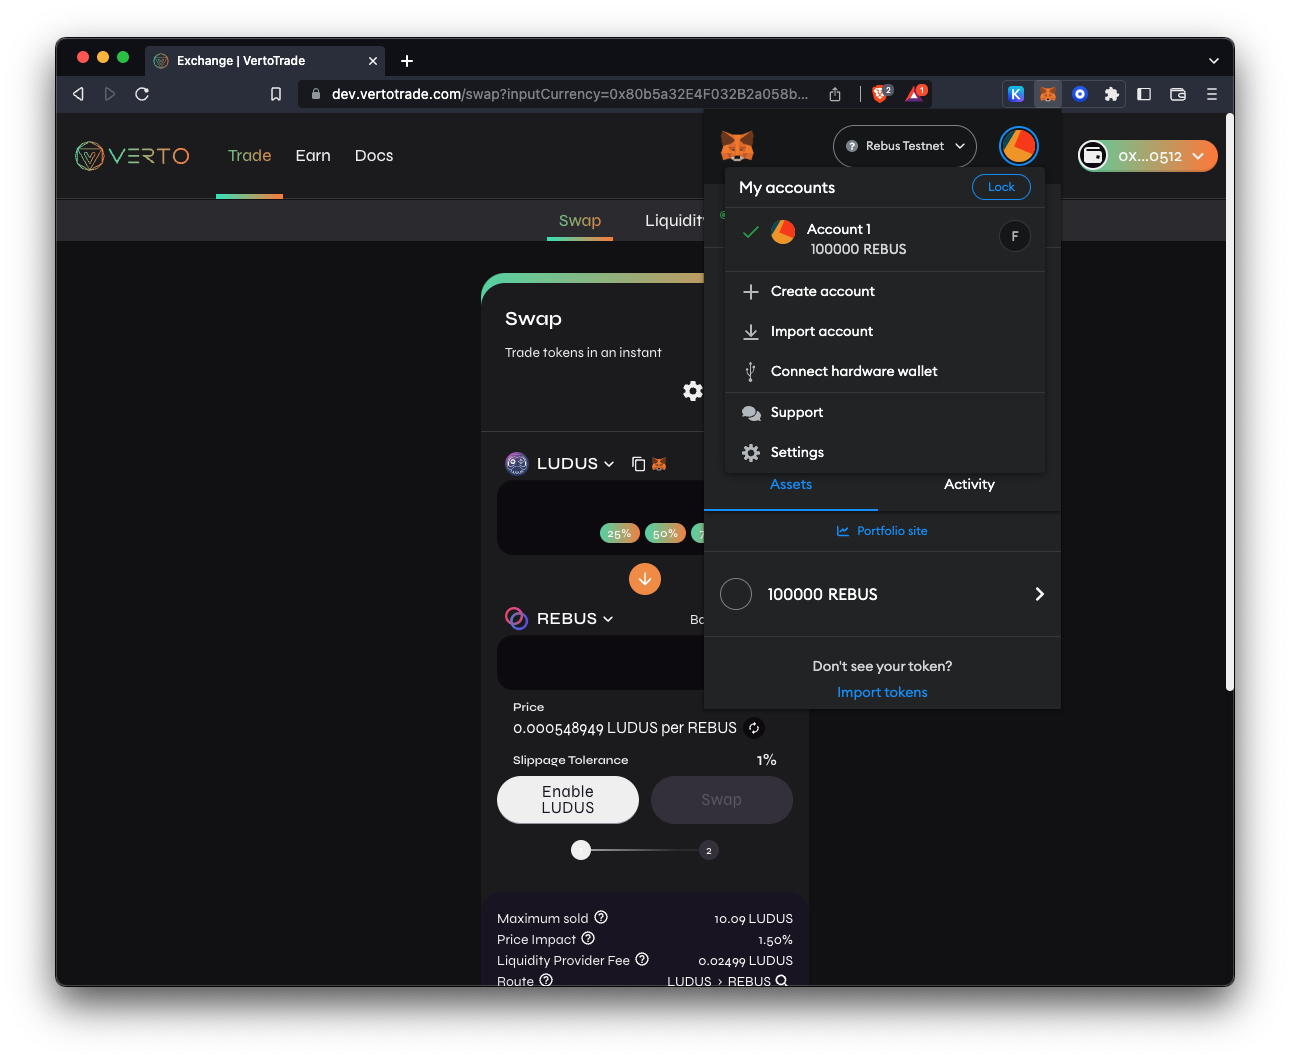 Exchange | VertoTrade
dev.vertotrade.com/swap?inputCurrency=0x80b5a32E4F032B2a058b...
2
1
K
VERTO
Trade
Earn
Docs
Rebus Testnet
0X...0512
Swap
My accounts
Lock
Account 1
100000 REBUS
F
Create account
Import account
Connect hardware wallet
Support
Settings
Assets
Activity
Portfolio site
100000 REBUS
Don't see your token?
Import tokens
Swap
Trade tokens in an instant
LUDUS
25%
50%
REBUS
Price
0.000548949 LUDUS per REBUS
Slippage Tolerance
1%
Enable
LUDUS
Swap
2
Maximum sold
10.09 LUDUS
Price Impact
1.50%
Liquidity Provider Fee
0.02499 LUDUS
Route
LUDUS > REBUS